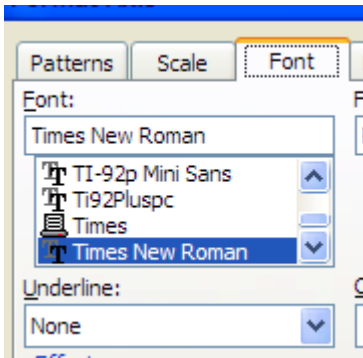 Patterns Scale Font
Font:
Times New Roman
TI-92p Mini Sans
Ti92Pluspc
Times
Times New Roman
Underline:
None